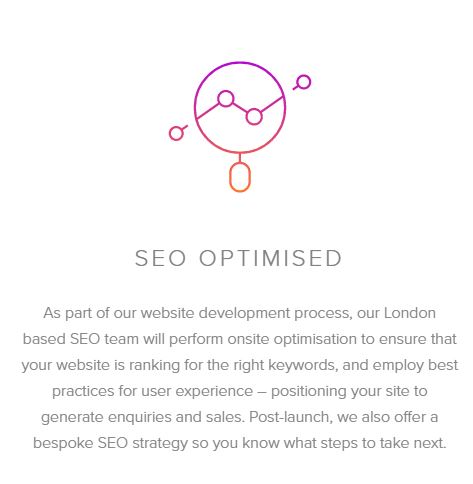 SEO OPTIMISED
As part of our website development process, our London
based SEO team will perform onsite optimisation to ensure that
your website is ranking for the right keywords, and employ best
practices for user experience – positioning your site to
generate enquiries and sales. Post-launch, we also offer a
bespoke SEO strategy so you know what steps to take next.